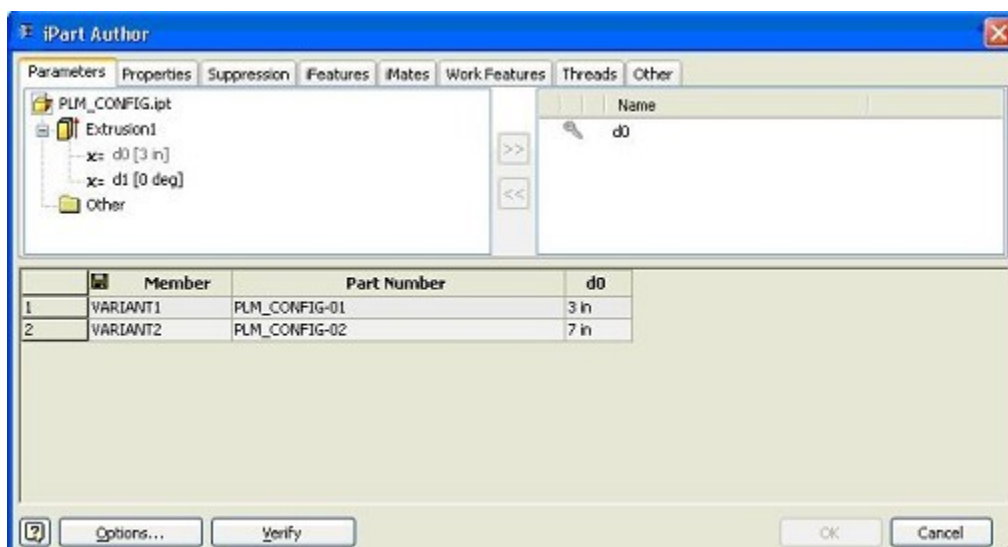 iPart Author
Parameters Properties Suppression iFeatures iMates Work Features Threads Other
PLM_CONFIG.ipt
Extrusion1
x= d0 [3 in]
x= d1 [0 deg]
Other
>>
<<
Name
d0
Member Part Number d0
1 VARIANT1 PLM_CONFIG-01 3 in
2 VARIANT2 PLM_CONFIG-02 7 in
? Options... Verify OK Cancel